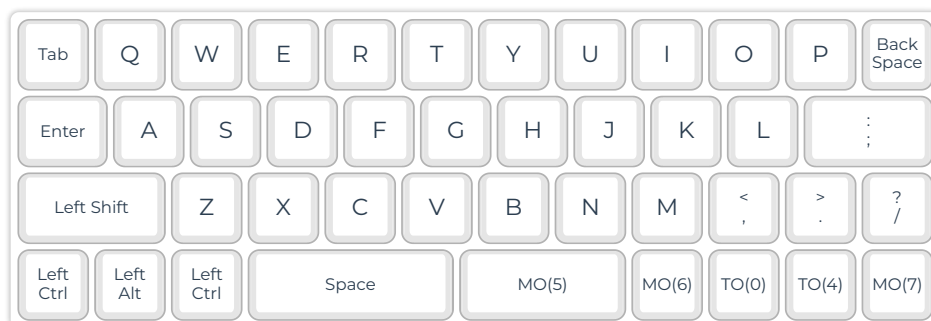 Tab Q W E R T Y U I O P Back Space
Enter A S D F G H J K L : ;
Left Shift Z X C V B N M < , > . ? /
Left Ctrl Left Alt Left Ctrl Space MO(5) MO(6) TO(0) TO(4) MO(7)